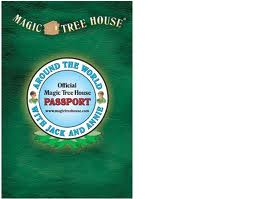 MAGIC TREE HOUSE®
AROUND THE WORLD
Official
Magic Tree House
PASSPORT
www.magictreehouse.com
WITH JACK AND ANNIE